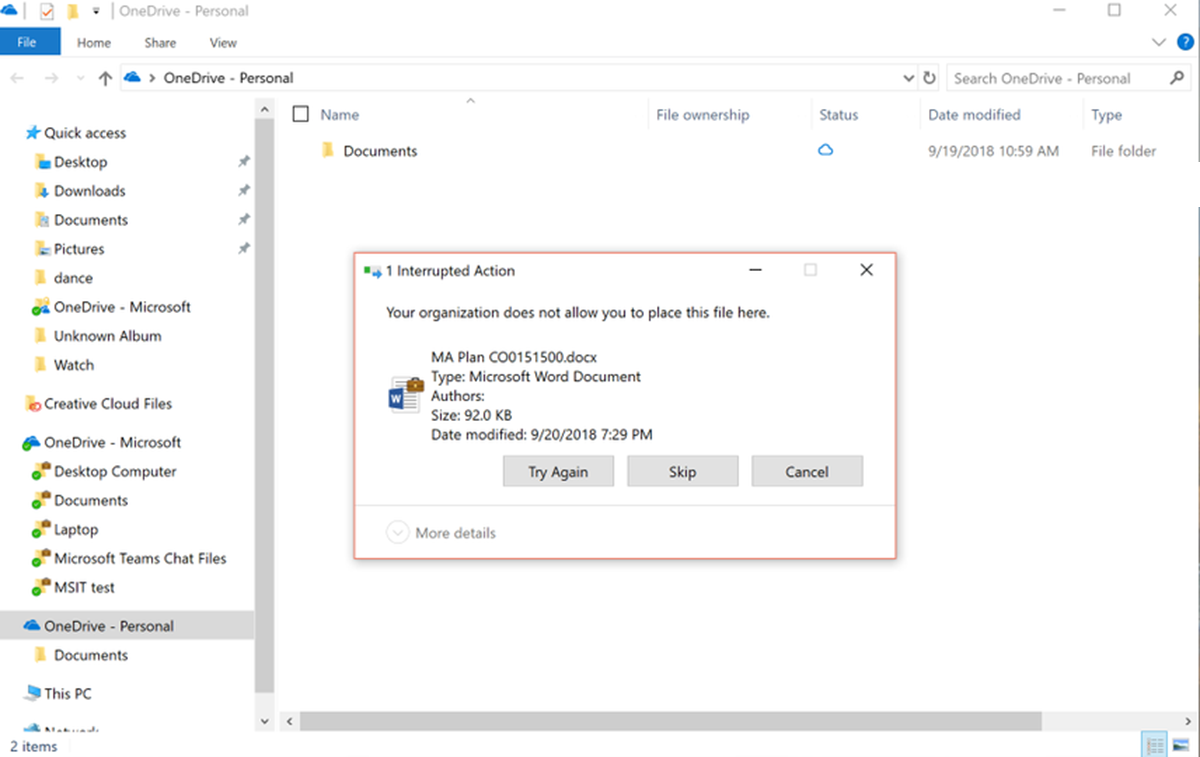 OneDrive - Personal
File Home Share View
OneDrive - Personal
Search OneDrive - Personal
Name File ownership Status Date modified Type
Documents 9/19/2018 10:59 AM File folder
Quick access
Desktop
Downloads
Documents
Pictures
dance
OneDrive - Microsoft
Unknown Album
Watch
Creative Cloud Files
OneDrive - Microsoft
Desktop Computer
Documents
Laptop
Microsoft Teams Chat Files
MSIT test
OneDrive - Personal
Documents
This PC
Network
2 items
1 Interrupted Action
Your organization does not allow you to place this file here.
MA Plan CO0151500.docx
Type: Microsoft Word Document
Authors:
Size: 92.0 KB
Date modified: 9/20/2018 7:29 PM
Try Again Skip Cancel
More details